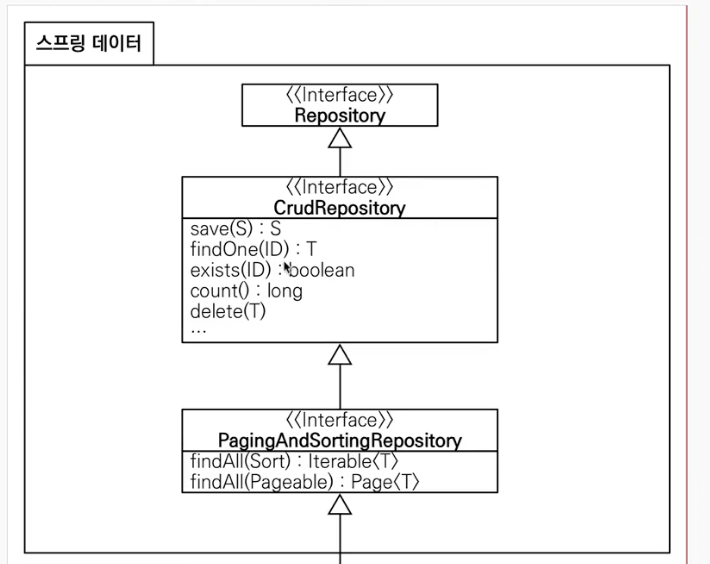 스프링 데이터
《Interface》
Repository
《Interface》
CrudRepository
save(S) : S
findOne(ID) : T
exists(ID) : boolean
count() : long
delete(T)
...
《Interface》
PagingAndSortingRepository
findAll(Sort) : Iterable〈T〉
findAll(Pageable) : Page〈T〉